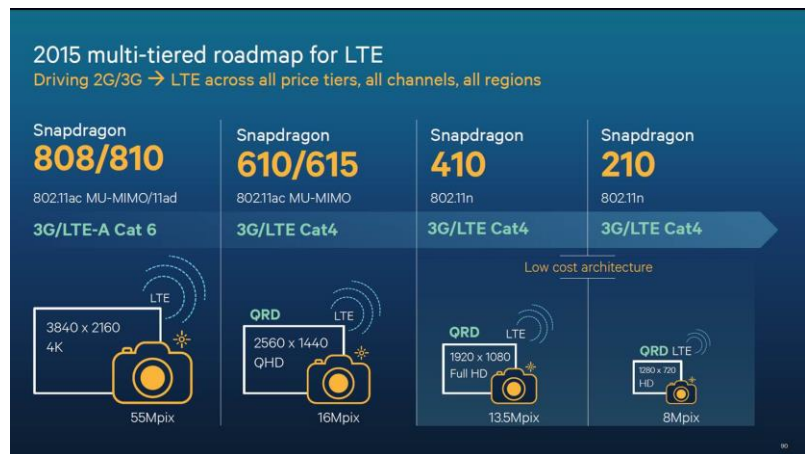 2015 multi-tiered roadmap for LTE
Driving 2G/3G → LTE across all price tiers, all channels, all regions
Snapdragon
808/810
802.11ac MU-MIMO/11ad
3G/LTE-A Cat 6
LTE
3840 x 2160
4K
55Mpix
Snapdragon
610/615
802.11ac MU-MIMO
3G/LTE Cat4
QRD
LTE
2560 x 1440
QHD
16Mpix
Snapdragon
410
802.11n
3G/LTE Cat4
Low cost architecture
QRD
LTE
1920 x 1080
Full HD
13.5Mpix
Snapdragon
210
802.11n
3G/LTE Cat4
QRD LTE
1280 x 720
HD
8Mpix